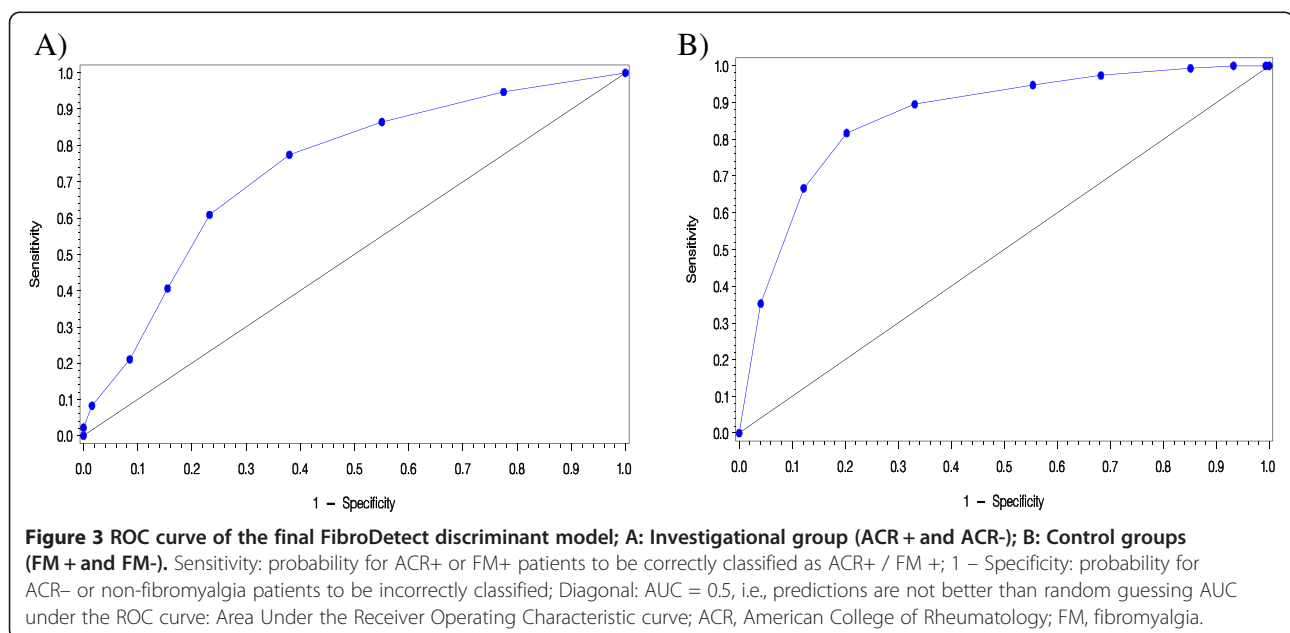 A)
B)
1.0
0.9
0.8
0.7
0.6
0.5
0.4
0.3
0.2
0.1
0.0
Sensitivity
0.0 0.1 0.2 0.3 0.4 0.5 0.6 0.7 0.8 0.9 1.0
1 – Specificity
1.0
0.9
0.8
0.7
0.6
0.5
0.4
0.3
0.2
0.1
0.0
Sensitivity
0.0 0.1 0.2 0.3 0.4 0.5 0.6 0.7 0.8 0.9 1.0
1 – Specificity
Figure 3 ROC curve of the final FibroDetect discriminant model; A: Investigational group (ACR + and ACR-); B: Control groups
(FM + and FM-). Sensitivity: probability for ACR+ or FM+ patients to be correctly classified as ACR+ / FM +; 1 – Specificity: probability for
ACR– or non-fibromyalgia patients to be incorrectly classified; Diagonal: AUC = 0.5, i.e., predictions are not better than random guessing AUC
under the ROC curve: Area Under the Receiver Operating Characteristic curve; ACR, American College of Rheumatology; FM, fibromyalgia.